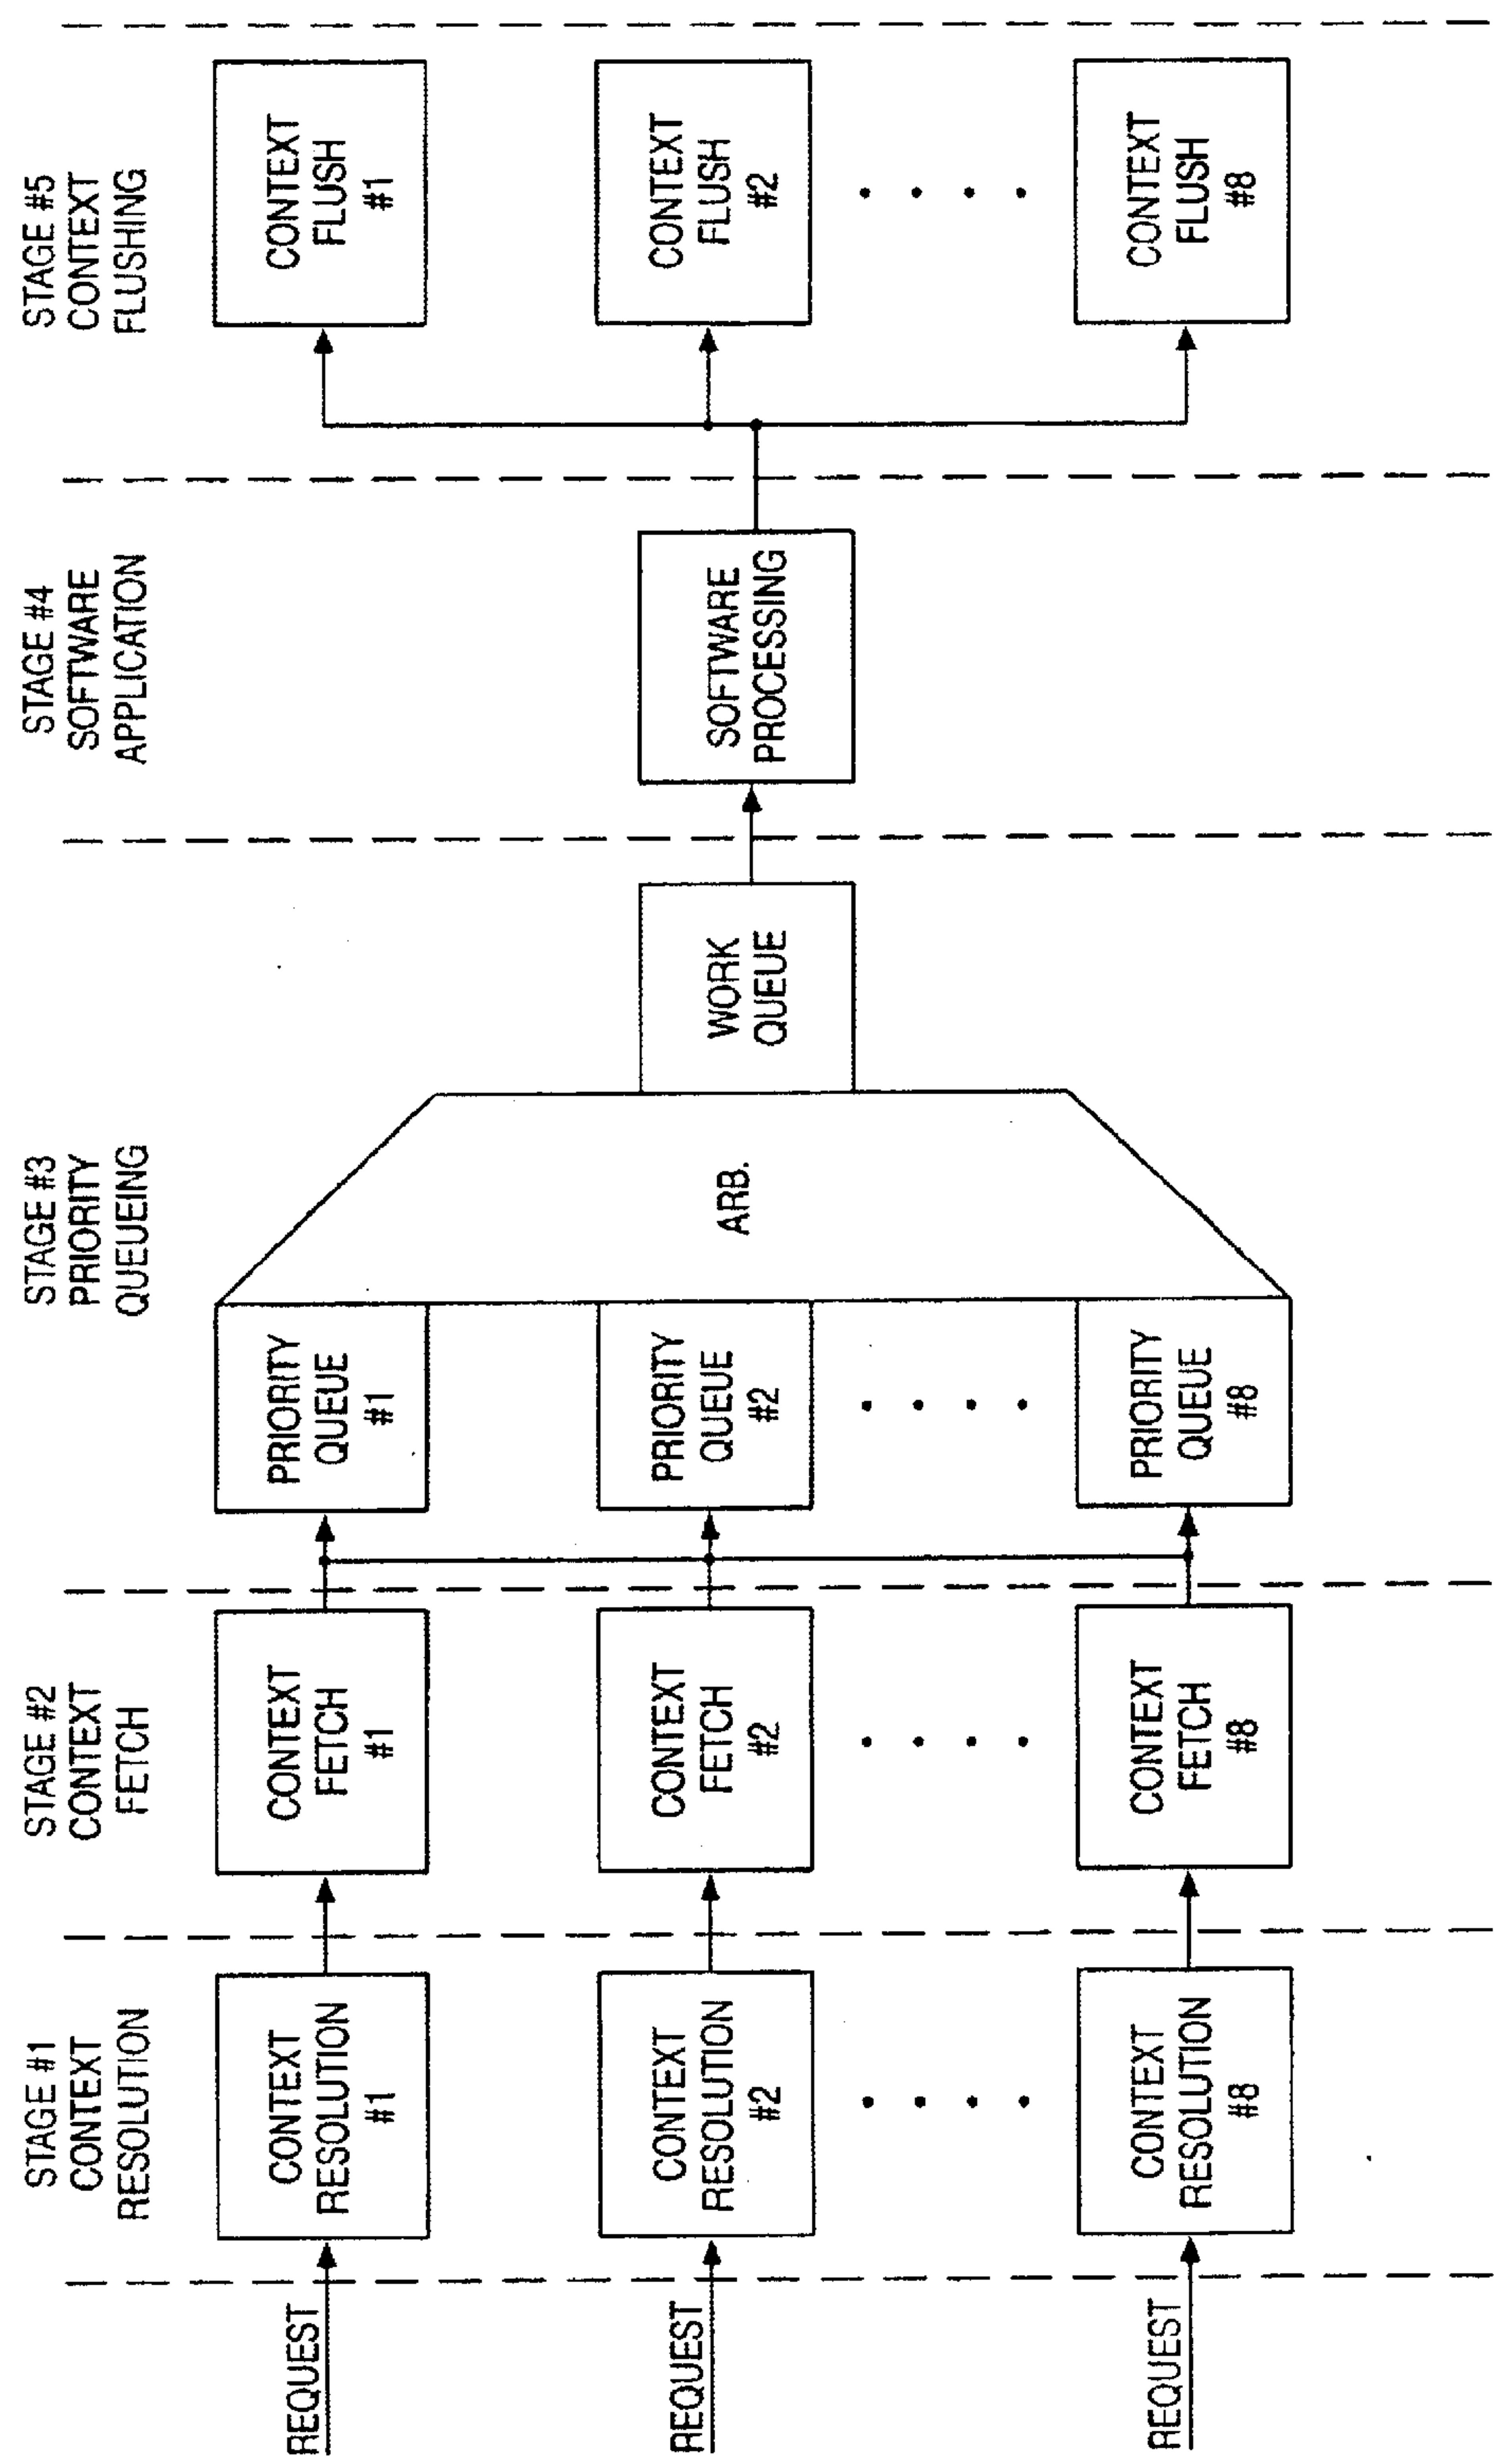 STAGE #1
CONTEXT
RESOLUTION
STAGE #2
CONTEXT
FETCH
STAGE #3
PRIORITY
QUEUEING
STAGE #4
SOFTWARE
APPLICATION
STAGE #5
CONTEXT
FLUSHING
REQUEST
CONTEXT
RESOLUTION
#1
CONTEXT
FETCH
#1
PRIORITY
QUEUE
#1
CONTEXT
FLUSH
#1
REQUEST
CONTEXT
RESOLUTION
#2
CONTEXT
FETCH
#2
PRIORITY
QUEUE
#2
ARB.
WORK
QUEUE
SOFTWARE
PROCESSING
CONTEXT
FLUSH
#2
REQUEST
CONTEXT
RESOLUTION
#8
CONTEXT
FETCH
#8
PRIORITY
QUEUE
#8
CONTEXT
FLUSH
#8